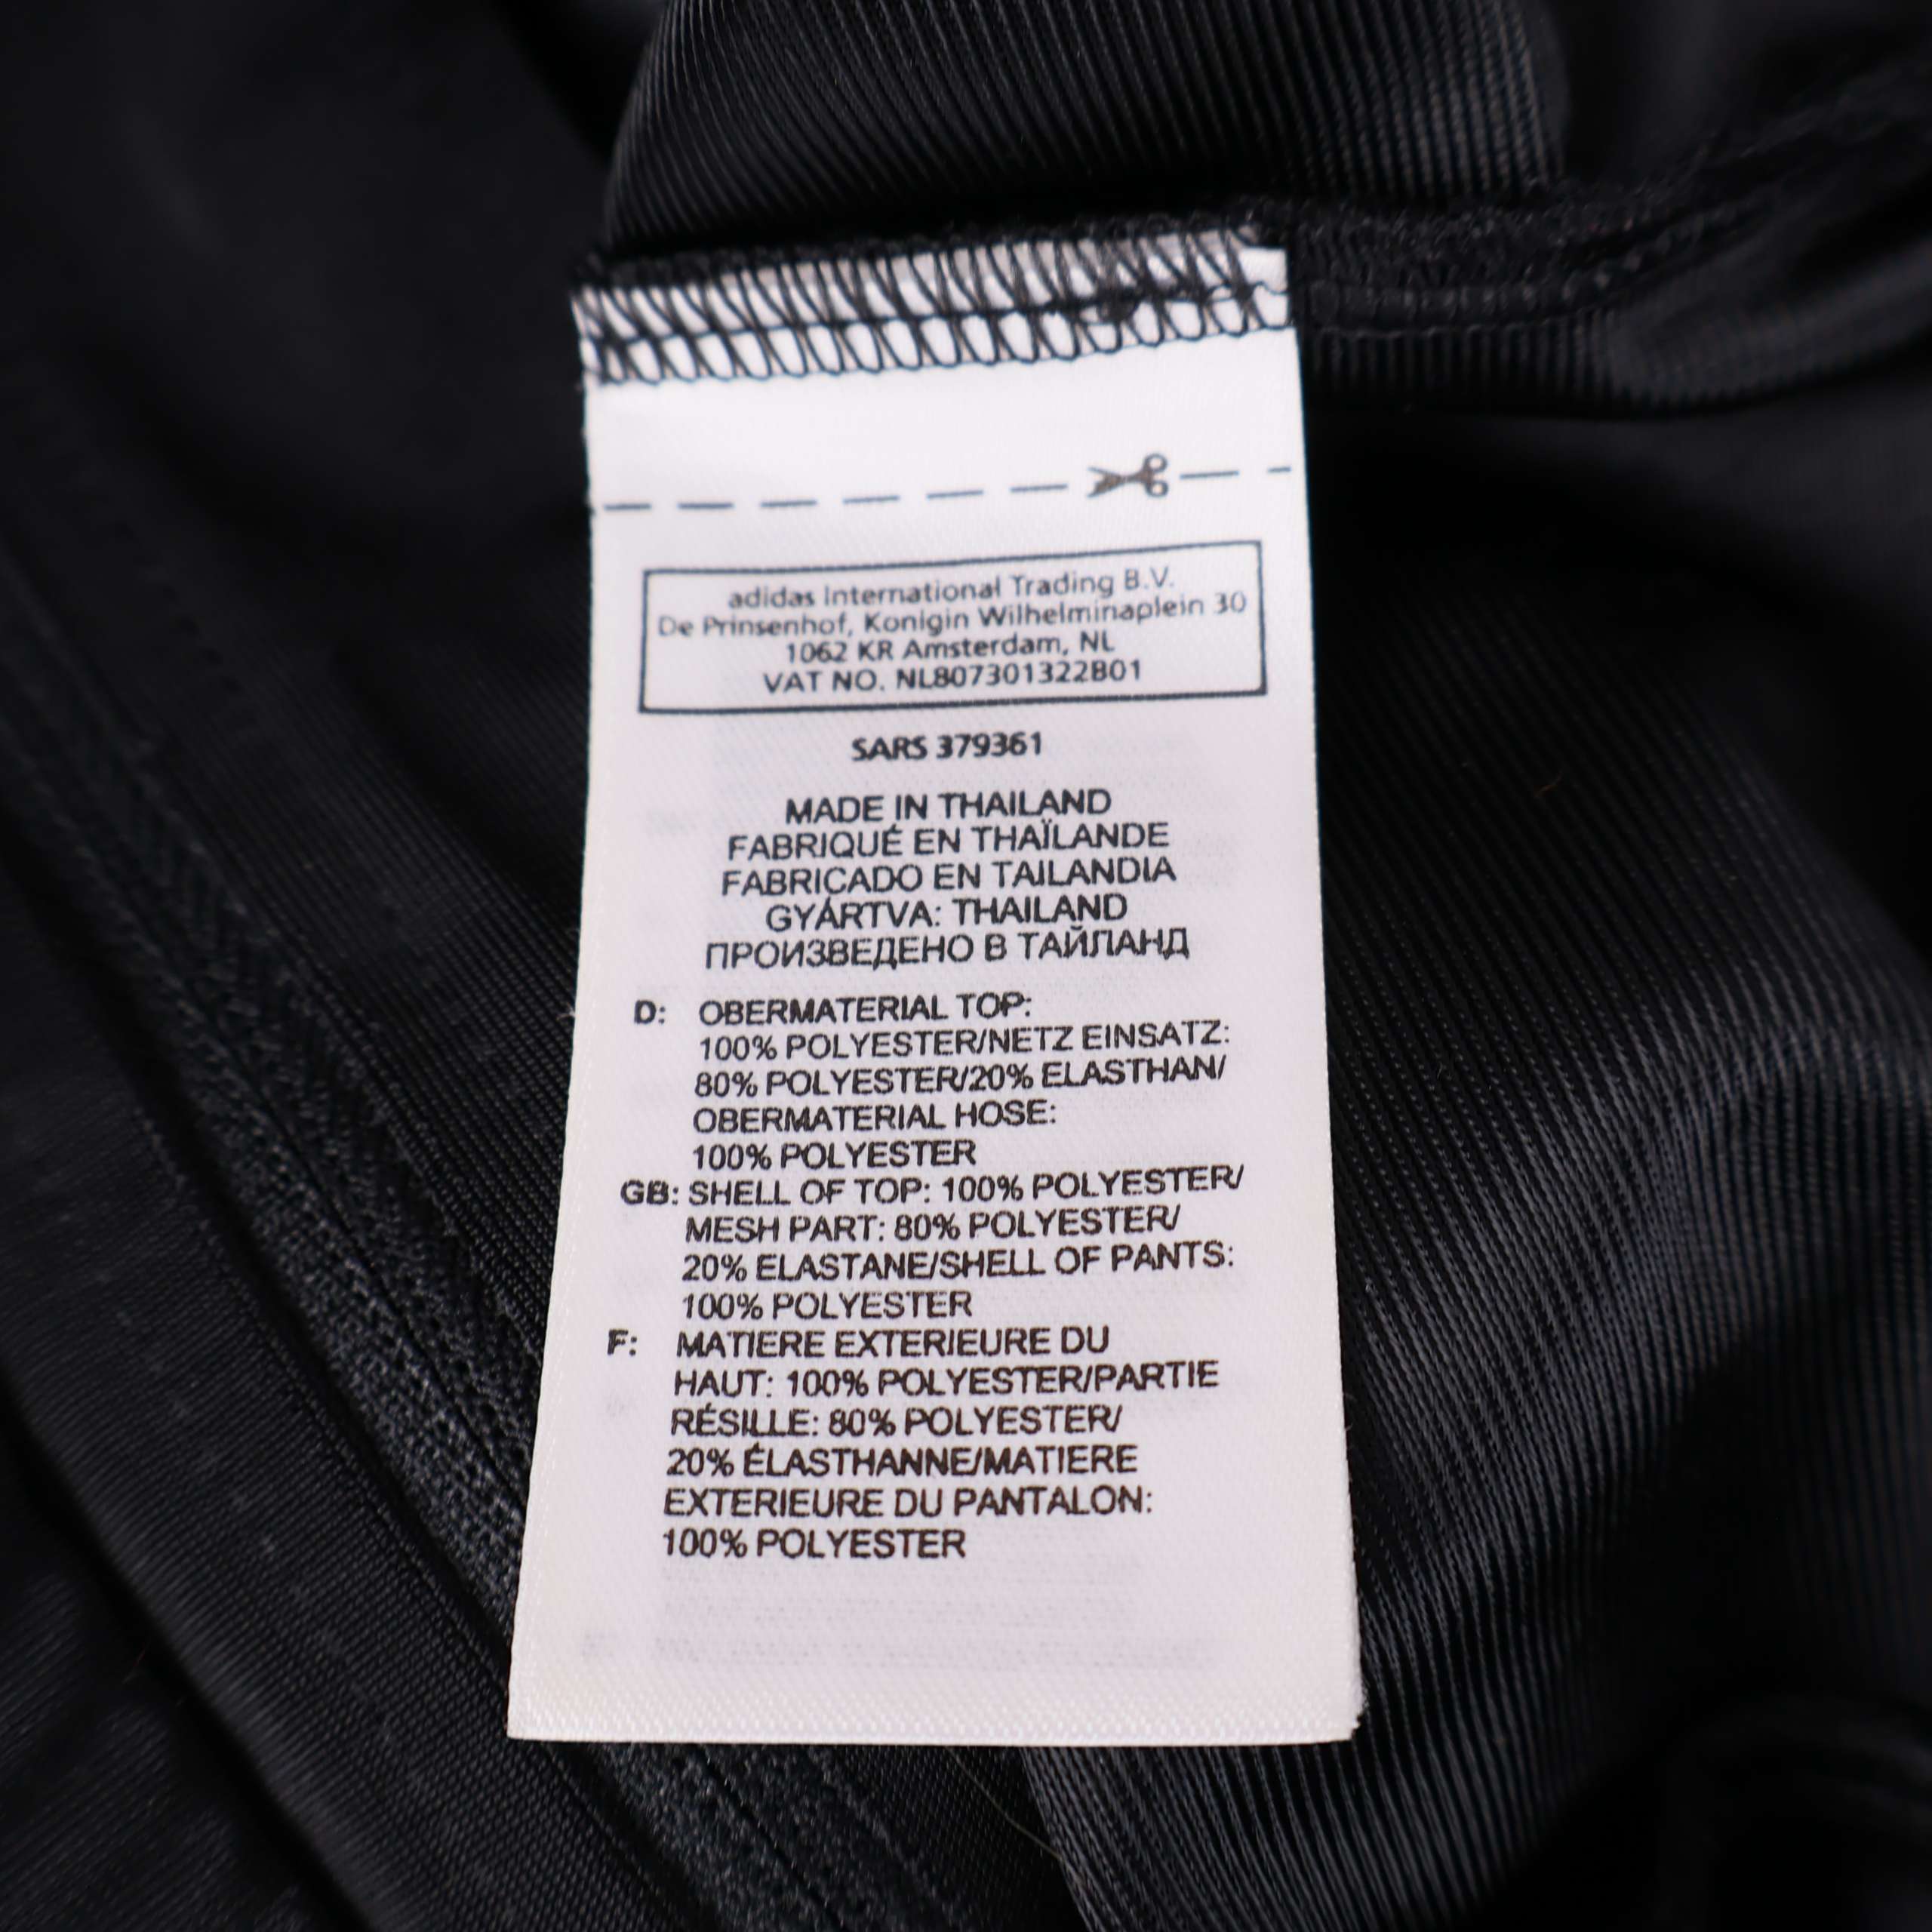 adidas International Trading B.V.
De Prinsenhof, Konigin Wilhelminaplein 30
1062 KR Amsterdam, NL
VAT NO. NL807301322B01
SARS 379361
MADE IN THAILAND
FABRIQUÉ EN THAÏLANDE
FABRICADO EN TAILANDIA
GYÁRTVA: THAILAND
ПРОИЗВЕДЕНО В ТАЙЛАНД
D: OBERMATERIAL TOP:
100% POLYESTER/NETZ EINSATZ:
80% POLYESTER/20% ELASTHAN/
OBERMATERIAL HOSE:
100% POLYESTER
GB: SHELL OF TOP: 100% POLYESTER/
MESH PART: 80% POLYESTER/
20% ELASTANE/SHELL OF PANTS:
100% POLYESTER
F: MATIERE EXTERIEURE DU
HAUT: 100% POLYESTER/PARTIE
RÉSILLE: 80% POLYESTER/
20% ÉLASTHANNE/MATIERE
EXTERIEURE DU PANTALON:
100% POLYESTER